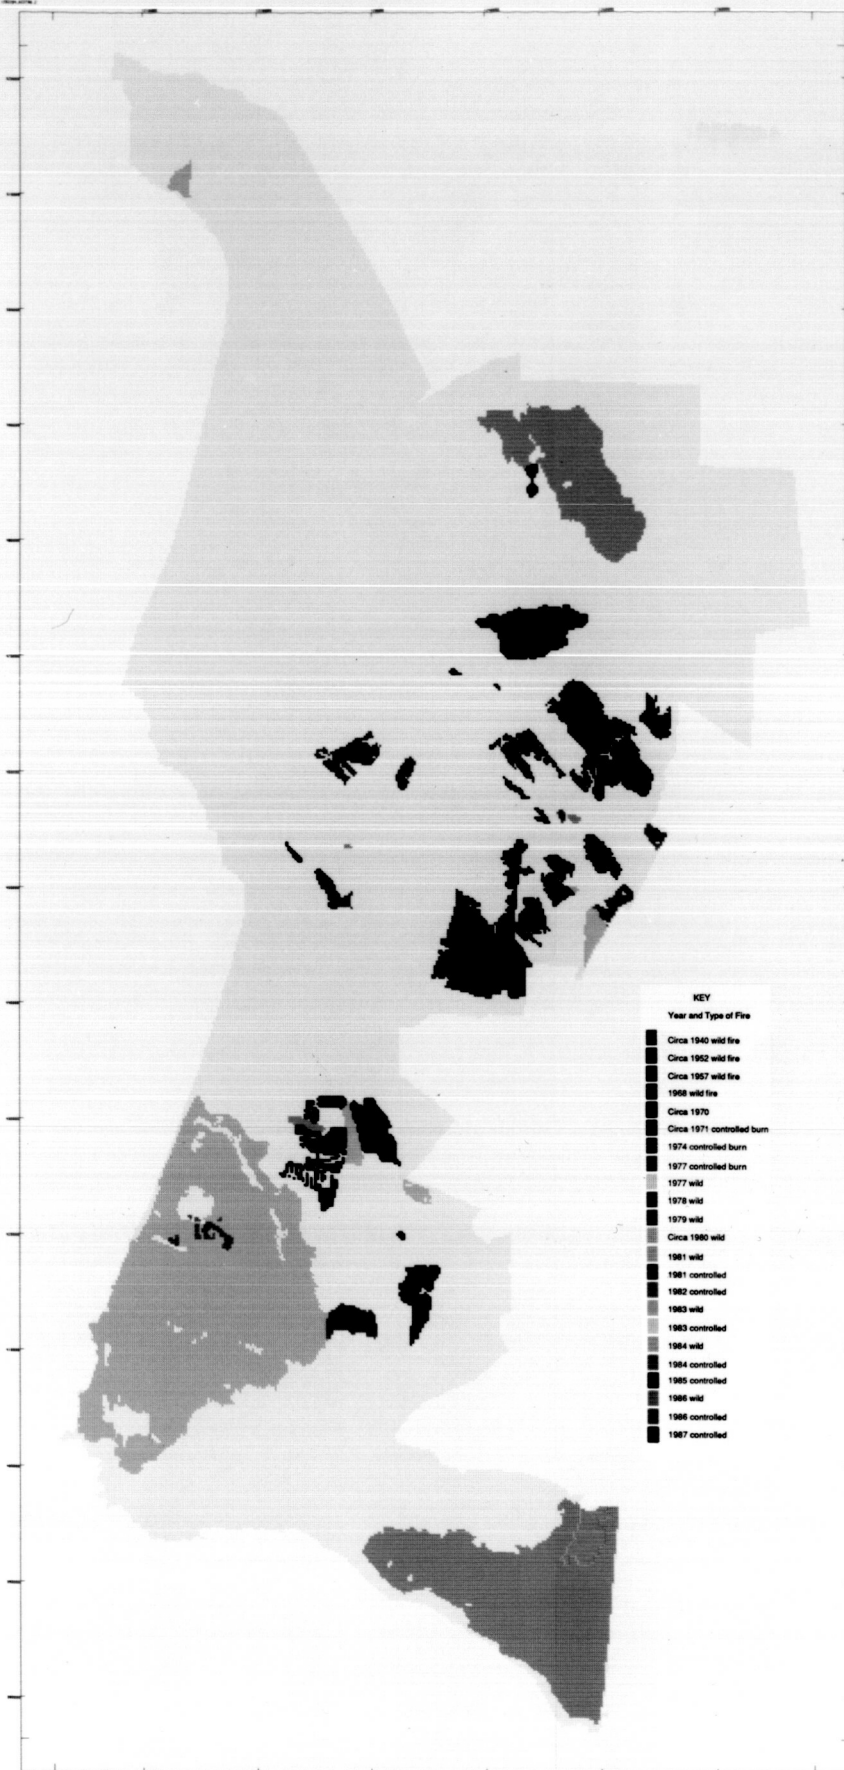 KEY
Year and Type of Fire
Circa 1940 wild fire
Circa 1952 wild fire
Circa 1957 wild fire
1968 wild fire
Circa 1970
Circa 1971 controlled burn
1974 controlled burn
1977 controlled burn
1977 wild
1978 wild
1979 wild
Circa 1980 wild
1981 wild
1981 controlled
1982 controlled
1983 wild
1983 controlled
1984 wild
1984 controlled
1985 controlled
1986 wild
1986 controlled
1987 controlled